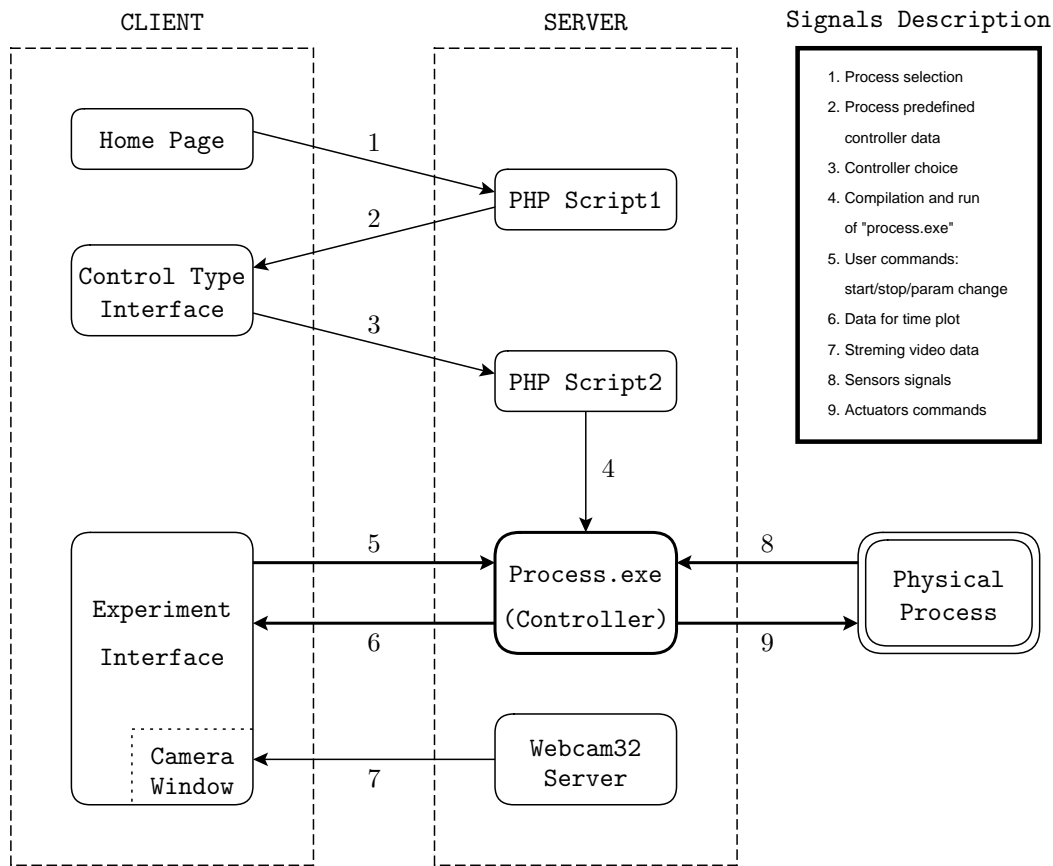 CLIENT
SERVER
Signals Description
1. Process selection
2. Process predefined
controller data
3. Controller choice
4. Compilation and run
of "process.exe"
5. User commands:
start/stop/param change
6. Data for time plot
7. Streming video data
8. Sensors signals
9. Actuators commands
Home Page
1
PHP Script1
2
Control Type
Interface
3
PHP Script2
4
Experiment
Interface
5
6
Process.exe
(Controller)
8
9
Physical
Process
Camera
Window
7
Webcam32
Server